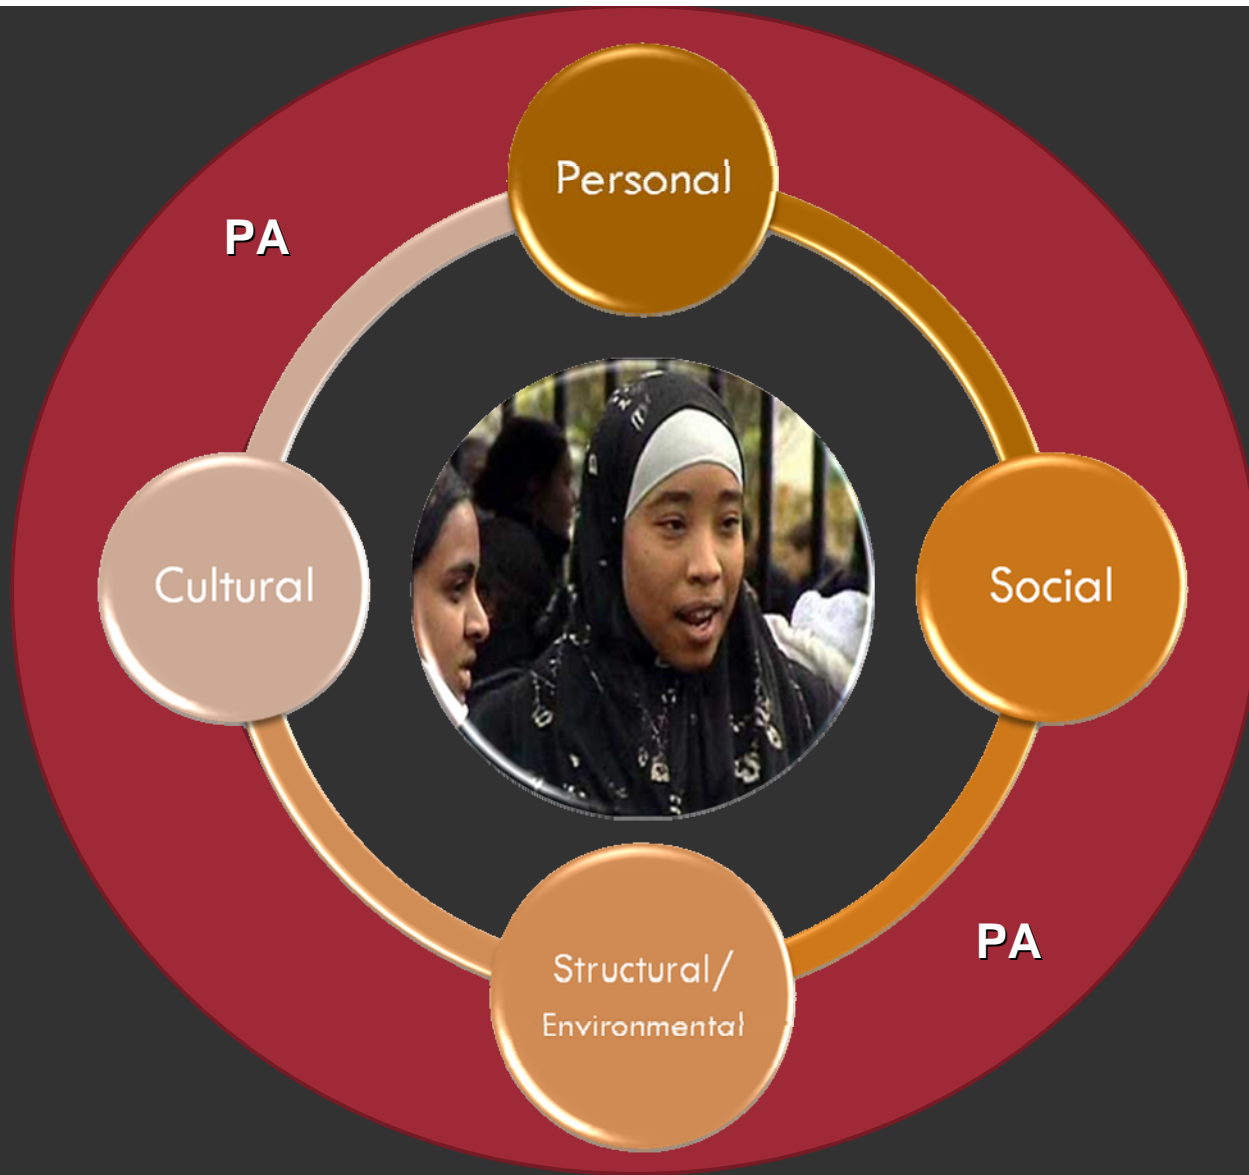 Personal
PA
Cultural
Social
PA
Structural/
Environmental